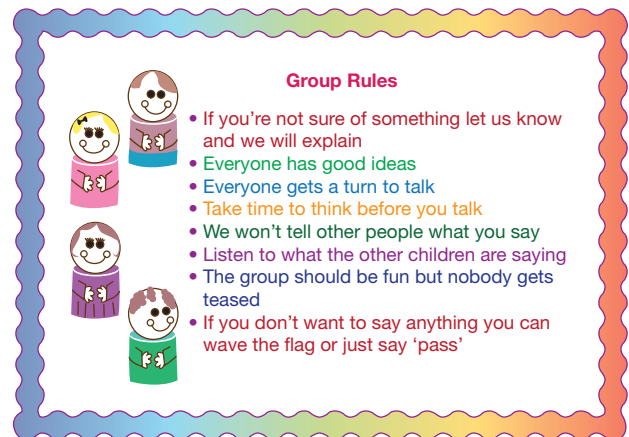 Group Rules
• If you’re not sure of something let us know
and we will explain
• Everyone has good ideas
• Everyone gets a turn to talk
• Take time to think before you talk
• We won’t tell other people what you say
• Listen to what the other children are saying
• The group should be fun but nobody gets
teased
• If you don’t want to say anything you can
wave the flag or just say ‘pass’